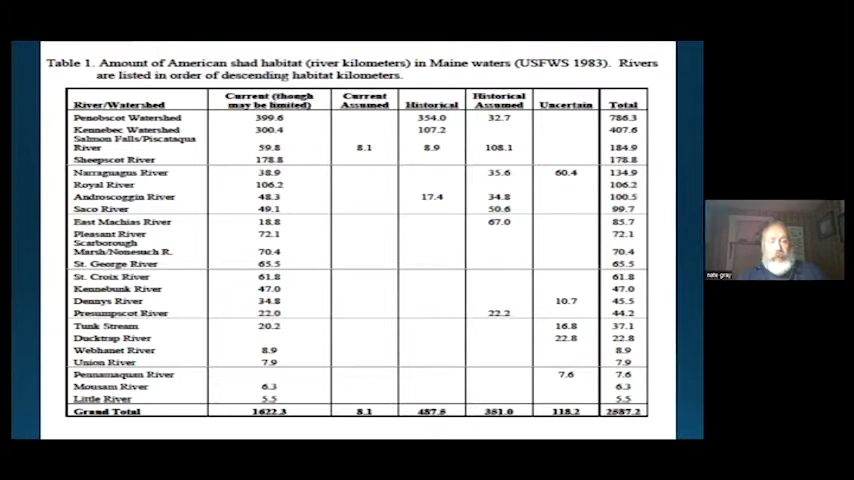 Table 1. Amount of American shad habitat (river kilometers) in Maine waters (USFWS 1983). Rivers
are listed in order of descending habitat kilometers.
River/Watershed Current (though may be limited) Current Assumed Historical Historical Assumed Uncertain Total
Penobscot Watershed 399.6 354.0 32.7 786.3
Kennebec Watershed 300.4 107.2 407.6
Salmon Falls/Piscataqua
River 59.8 8.1 8.9 108.1 184.9
Sheepscot River 178.8 178.8
Narraguagus River 38.9 35.6 60.4 134.9
Royal River 106.2 106.2
Androscoggin River 48.3 17.4 34.8 100.5
Saco River 49.1 50.6 99.7
East Machias River 18.8 67.0 85.7
Pleasant River 72.1 72.1
Scarborough
Marsh/Nonesuch R. 70.4 70.4
St. George River 65.5 65.5
St. Croix River 61.8 61.8
Kennebunk River 47.0 47.0
Dennys River 34.8 10.7 45.5
Presumpscot River 22.0 22.2 44.2
Tunk Stream 20.2 16.8 37.1
Ducktrap River 22.8 22.8
Webhanet River 8.9 8.9
Union River 7.9 7.9
Pennamaquan River 7.6 7.6
Mousam River 6.3 6.3
Little River 5.5 5.5
Grand Total 1622.3 8.1 487.5 351.0 118.2 2587.2
nate gray